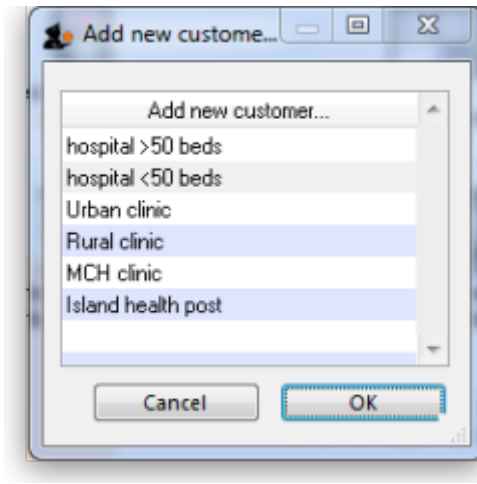 Add new custome...
Add new customer...
hospital >50 beds
hospital <50 beds
Urban clinic
Rural clinic
MCH clinic
Island health post
Cancel
OK